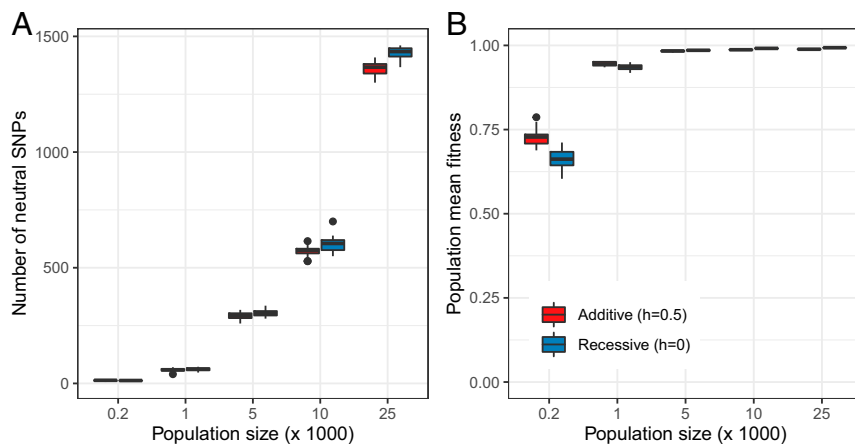 A
Number of neutral SNPs
1500
1000
500
0
0.2 1 5 10 25
Population size (x 1000)
B
Population mean fitness
1.00
0.75
0.50
0.25
0.00
Additive (h=0.5)
Recessive (h=0)
0.2 1 5 10 25
Population size (x 1000)